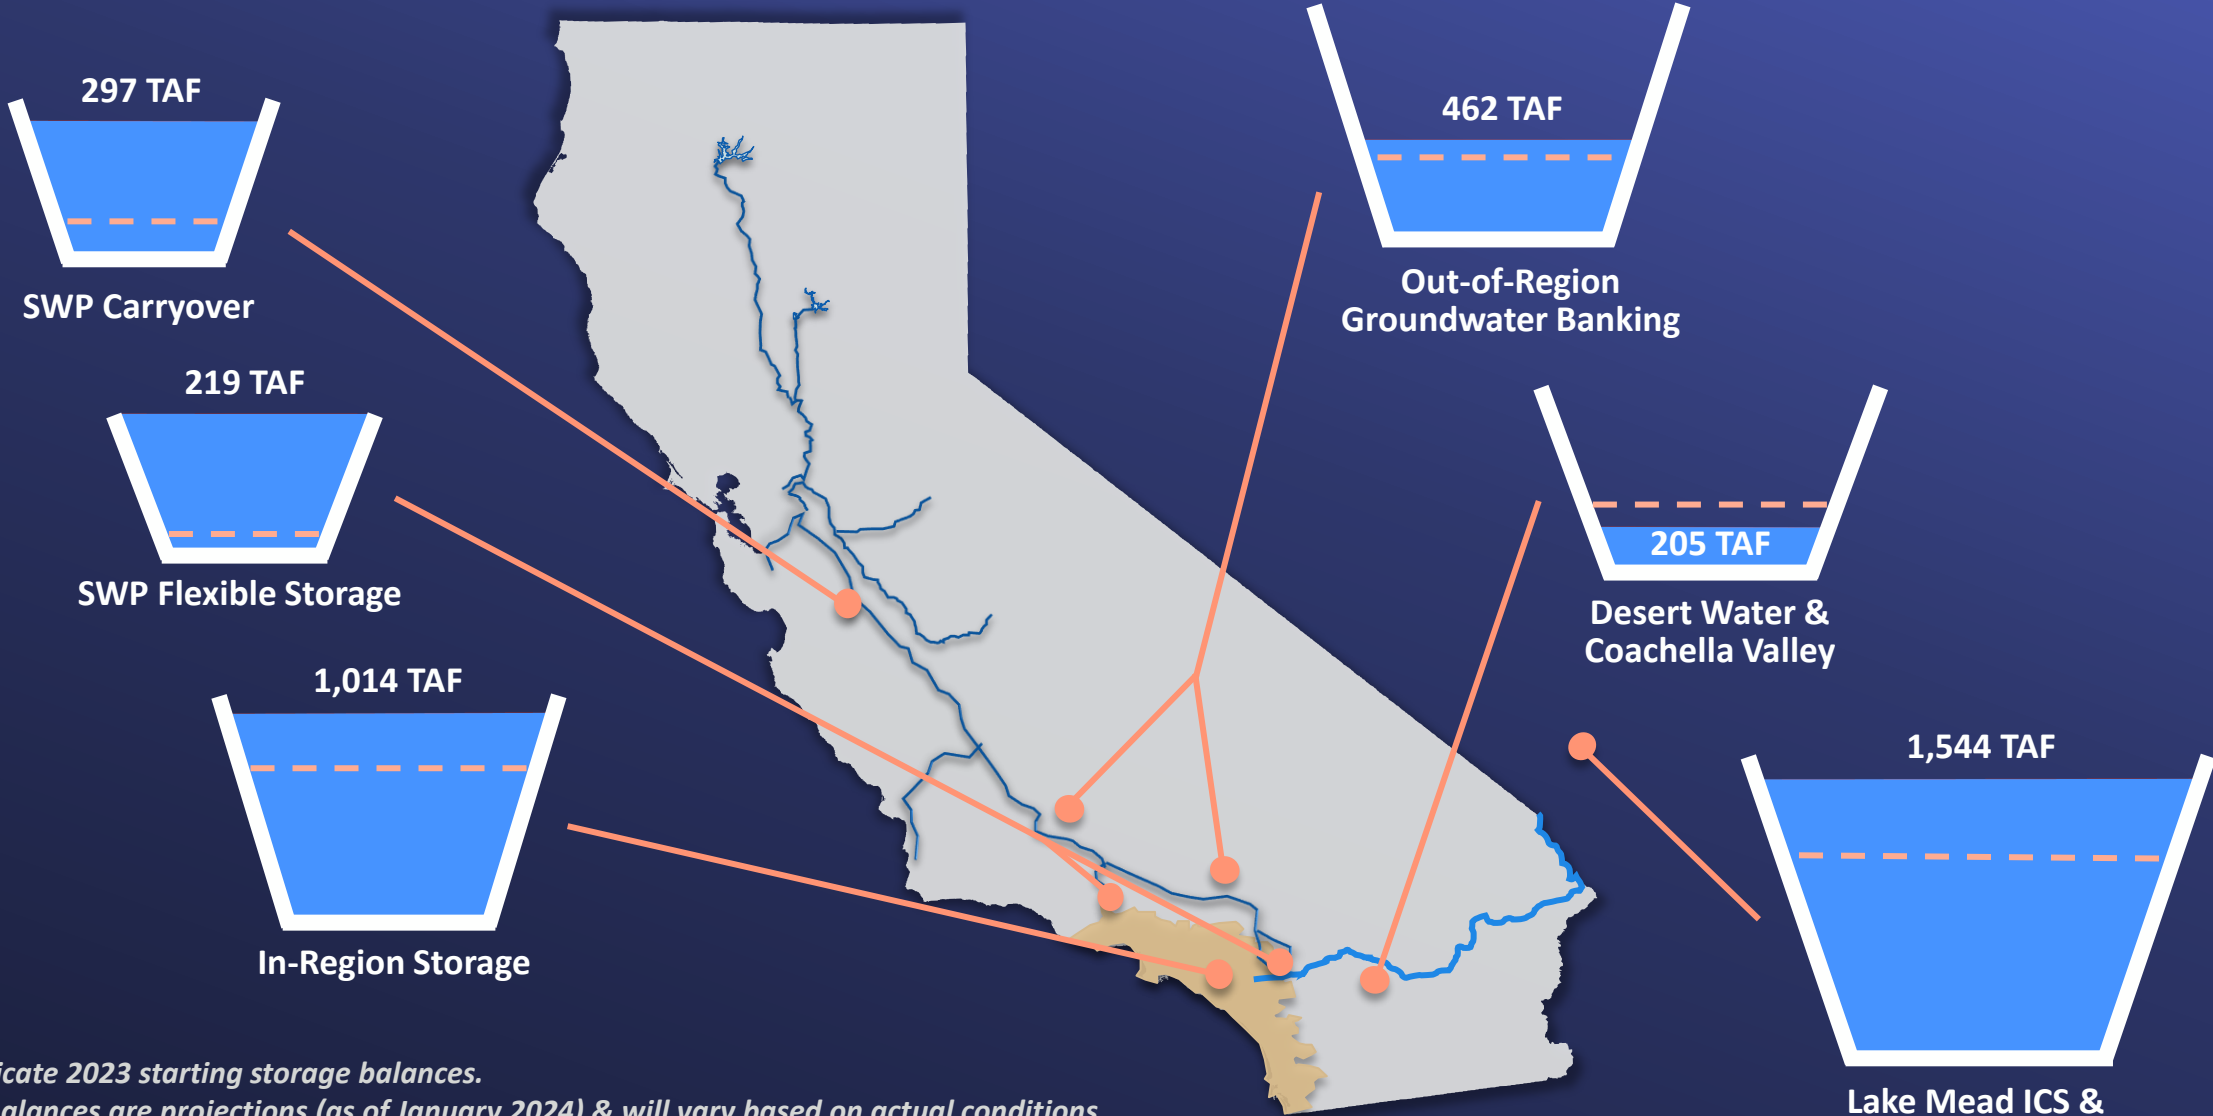 297 TAF
SWP Carryover
219 TAF
SWP Flexible Storage
1,014 TAF
In-Region Storage
462 TAF
Out-of-Region
Groundwater Banking
205 TAF
Desert Water &
Coachella Valley
1,544 TAF
Lake Mead ICS &
icate 2023 starting storage balances.
alances are projections (as of January 2024) & will vary based on actual conditions